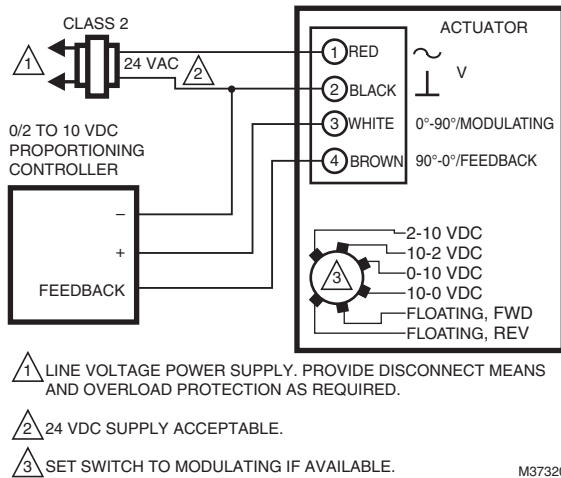 CLASS 2
1
24 VAC
2
0/2 TO 10 VDC
PROPORTIONING
CONTROLLER
–
+
FEEDBACK
ACTUATOR
1 RED
V
2 BLACK
3 WHITE 0°-90°/MODULATING
4 BROWN 90°-0°/FEEDBACK
3
2-10 VDC
10-2 VDC
0-10 VDC
10-0 VDC
FLOATING, FWD
FLOATING, REV
1 LINE VOLTAGE POWER SUPPLY. PROVIDE DISCONNECT MEANS
AND OVERLOAD PROTECTION AS REQUIRED.
2 24 VDC SUPPLY ACCEPTABLE.
3 SET SWITCH TO MODULATING IF AVAILABLE.
M37320